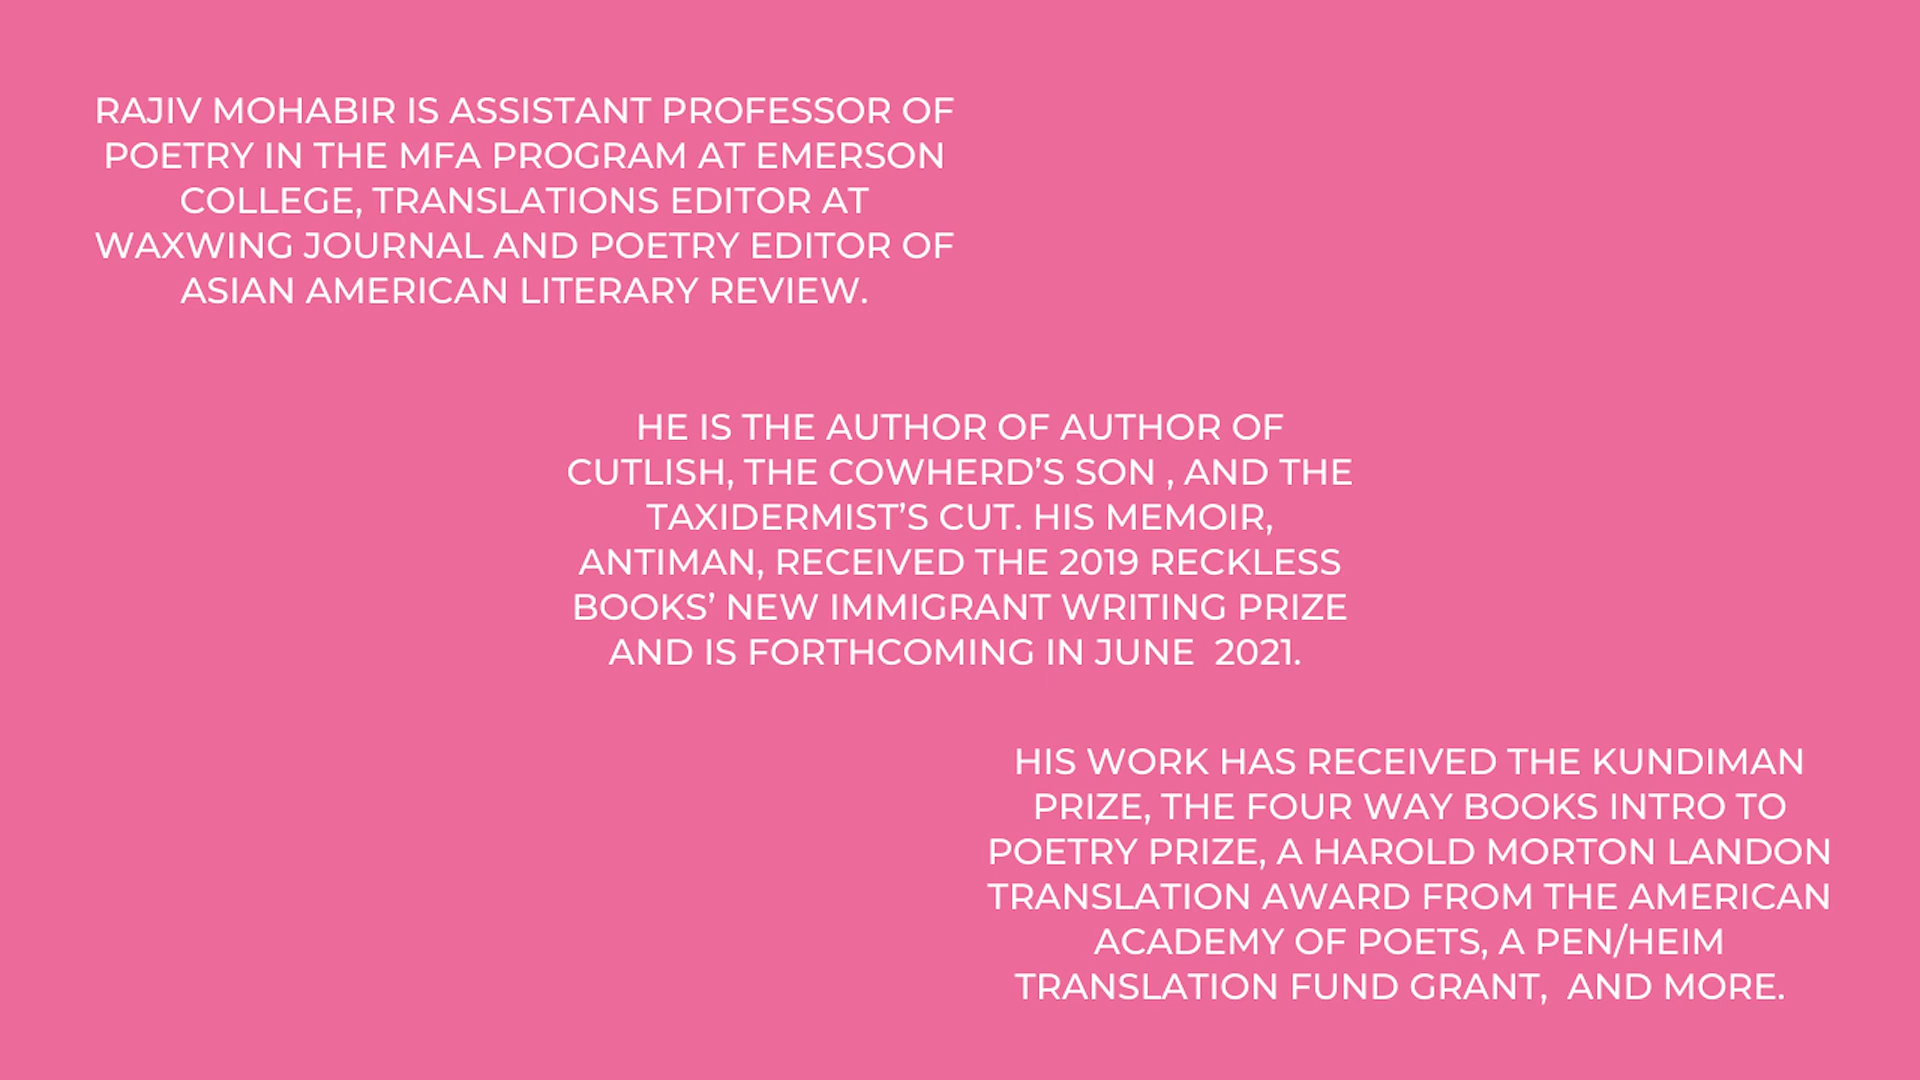 RAJIV MOHABIR IS ASSISTANT PROFESSOR OF
POETRY IN THE MFA PROGRAM AT EMERSON
COLLEGE, TRANSLATIONS EDITOR AT
WAXWING JOURNAL AND POETRY EDITOR OF
ASIAN AMERICAN LITERARY REVIEW.
HE IS THE AUTHOR OF AUTHOR OF
CUTLISH, THE COWHERD’S SON , AND THE
TAXIDERMIST’S CUT. HIS MEMOIR,
ANTIMAN, RECEIVED THE 2019 RECKLESS
BOOKS’ NEW IMMIGRANT WRITING PRIZE
AND IS FORTHCOMING IN JUNE  2021.
HIS WORK HAS RECEIVED THE KUNDIMAN
PRIZE, THE FOUR WAY BOOKS INTRO TO
POETRY PRIZE, A HAROLD MORTON LANDON
TRANSLATION AWARD FROM THE AMERICAN
ACADEMY OF POETS, A PEN/HEIM
TRANSLATION FUND GRANT,  AND MORE.